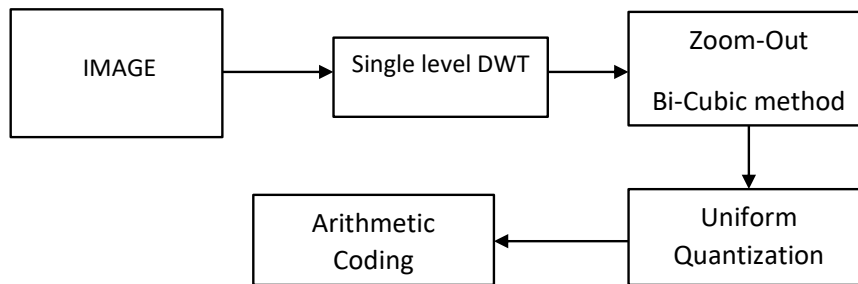 IMAGE
Single level DWT
Zoom-Out
Bi-Cubic method
Uniform
Quantization
Arithmetic
Coding